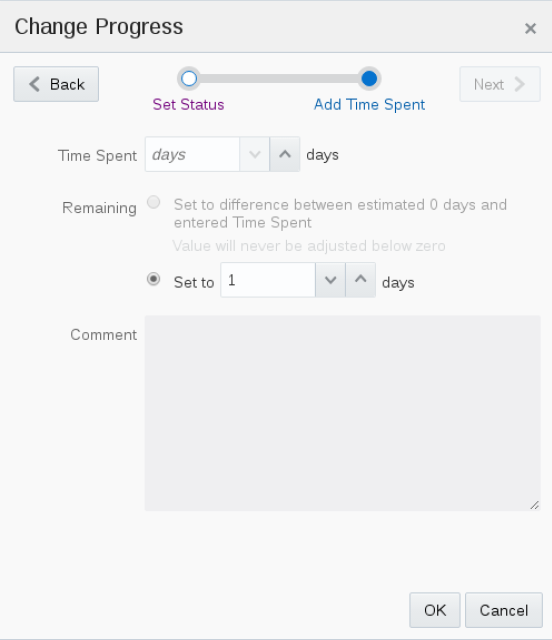 Change Progress ×
Back Next
Set Status Add Time Spent
Time Spent days days
Remaining Set to difference between estimated 0 days and
entered Time Spent
Value will never be adjusted below zero
Set to 1 days
Comment
OK Cancel